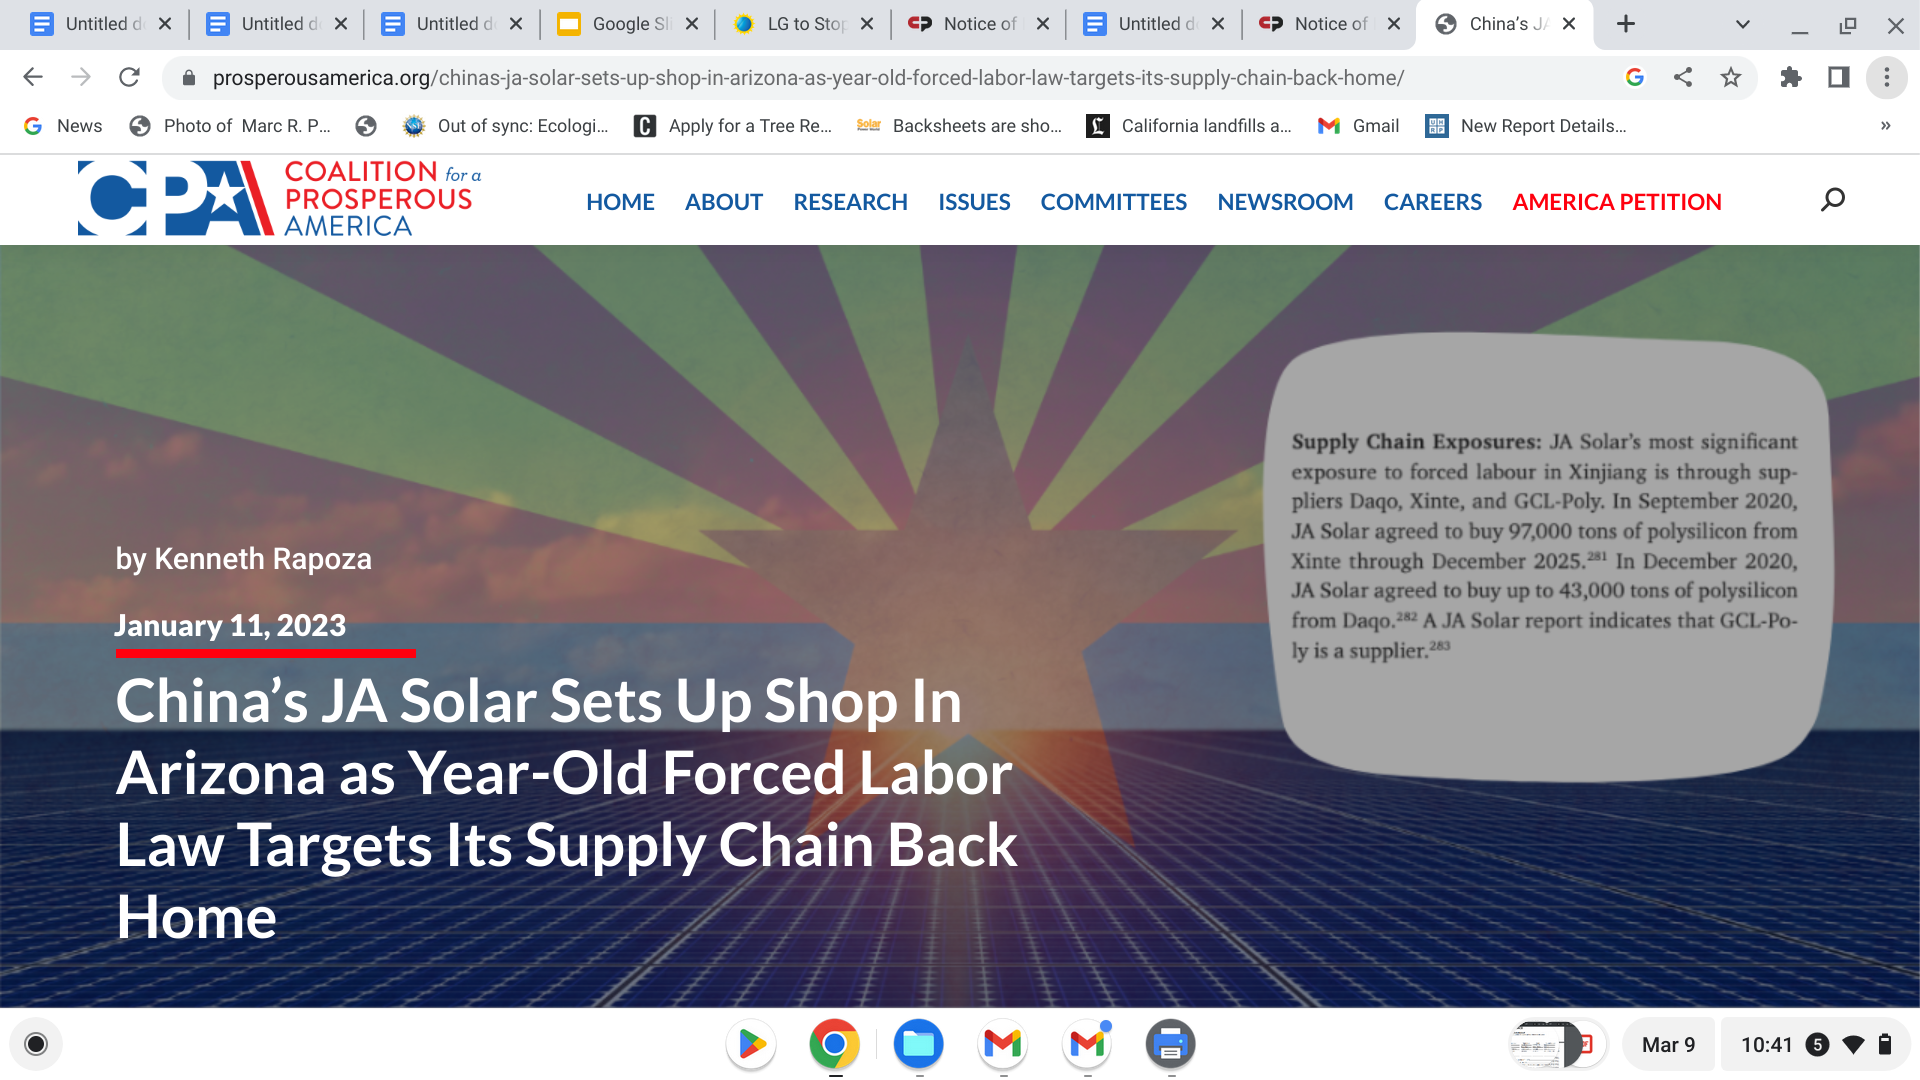 Untitled d
Untitled d
Untitled d
Google Sli
LG to Stop
Notice of
Untitled d
Notice of
China's JA
prosperousamerica.org/chinas-ja-solar-sets-up-shop-in-arizona-as-year-old-forced-labor-law-targets-its-supply-chain-back-home/
News
Photo of Marc R. P...
Out of sync: Ecologi...
Apply for a Tree Re...
Backsheets are sho...
California landfills a...
Gmail
New Report Details...
»
CPA
COALITION for a
PROSPEROUS
AMERICA
HOME
ABOUT
RESEARCH
ISSUES
COMMITTEES
NEWSROOM
CAREERS
AMERICA PETITION
Supply Chain Exposures: JA Solar's most significant
exposure to forced labour in Xinjiang is through sup-
pliers Daqo, Xinte, and GCL-Poly. In September 2020,
JA Solar agreed to buy 97,000 tons of polysilicon from
Xinte through December 2025.281 In December 2020,
JA Solar agreed to buy up to 43,000 tons of polysilicon
from Daqo.282 A JA Solar report indicates that GCL-Po-
ly is a supplier.283
by Kenneth Rapoza
January 11, 2023
China's JA Solar Sets Up Shop In
Arizona as Year-Old Forced Labor
Law Targets Its Supply Chain Back
Home
Mar 9
10:41
5